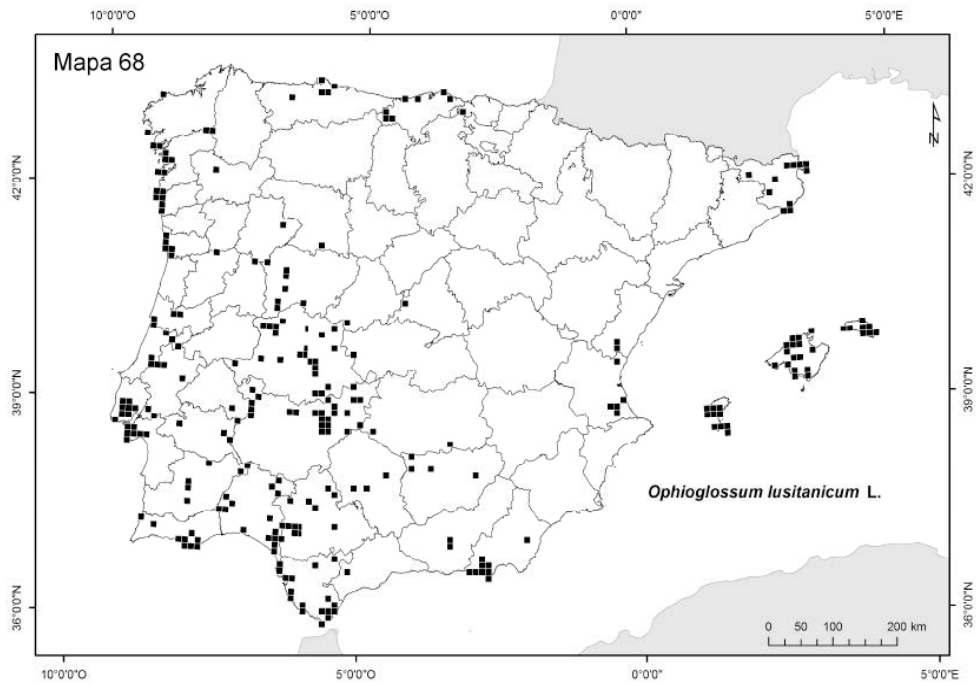 10°0'0"O 5°0'0"O 0°0'0" 5°0'0"E
Mapa 68
N
42°0'0"N 42°0'0"N
39°0'0"N 39°0'0"N
Ophioglossum lusitanicum L.
36°0'0"N 36°0'0"N
0 50 100 200 km
10°0'0"O 5°0'0"O 0°0'0" 5°0'0"E